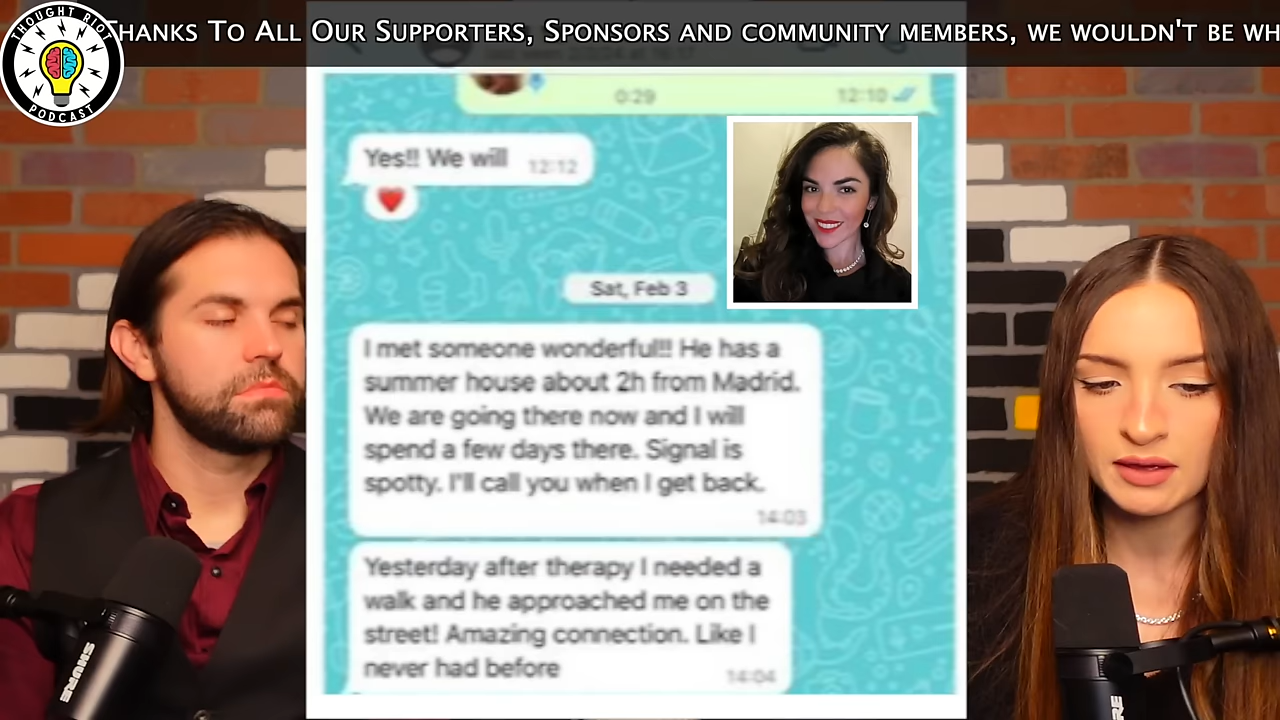 THOUGHT RIOT
PODCAST
THANKS TO ALL OUR SUPPORTERS, SPONSORS AND COMMUNITY MEMBERS, WE WOULDN'T BE WH
0:29
12:10
Yes!! We will
12:12
Sat, Feb 3
I met someone wonderful!! He has a
summer house about 2h from Madrid.
We are going there now and I will
spend a few days there. Signal is
spotty. I'll call you when I get back.
14:03
Yesterday after therapy I needed a
walk and he approached me on the
street! Amazing connection. Like I
never had before
14:04
SHURE
RE